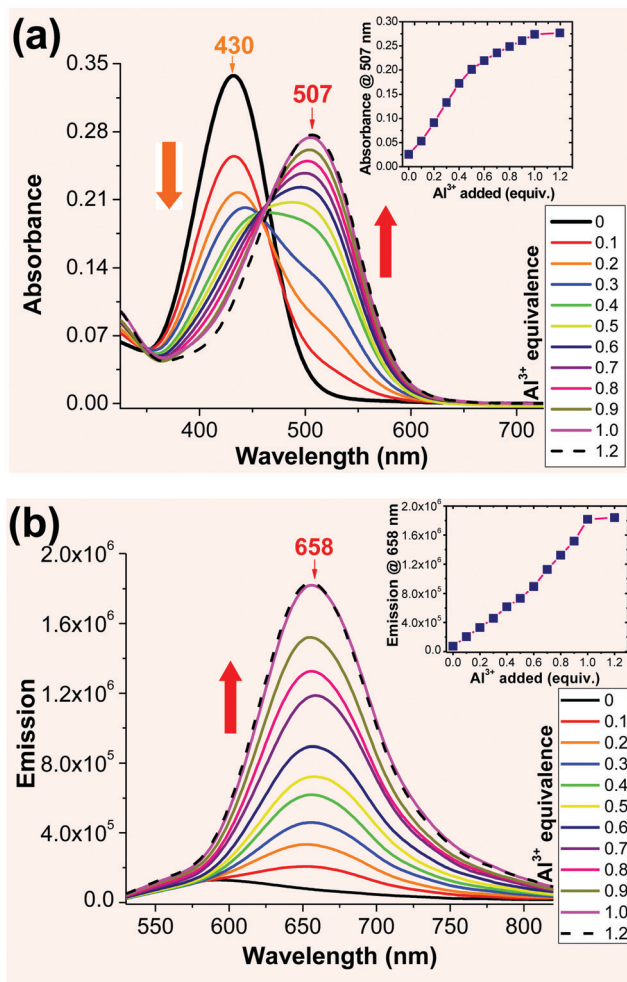 (a)
430
507
0.35
0.28
0.21
0.14
0.07
0.00
Absorbance
400
500
600
700
Wavelength (nm)
Absorbance @ 507 nm
0.30
0.25
0.20
0.15
0.10
0.05
0.00
0.0 0.2 0.4 0.6 0.8 1.0 1.2
Al³⁺ added (equiv.)
Al³⁺ equivalence
0
0.1
0.2
0.3
0.4
0.5
0.6
0.7
0.8
0.9
1.0
1.2
(b)
658
2.0x10⁶
1.6x10⁶
1.2x10⁶
8.0x10⁵
4.0x10⁵
0.0
Emission
550
600
650
700
750
800
Wavelength (nm)
Emission @ 658 nm
2.0x10⁶
1.6x10⁶
1.2x10⁶
8.0x10⁵
4.0x10⁵
0.0
0.0 0.2 0.4 0.6 0.8 1.0 1.2
Al³⁺ added (equiv.)
Al³⁺ equivalence
0
0.1
0.2
0.3
0.4
0.5
0.6
0.7
0.8
0.9
1.0
1.2